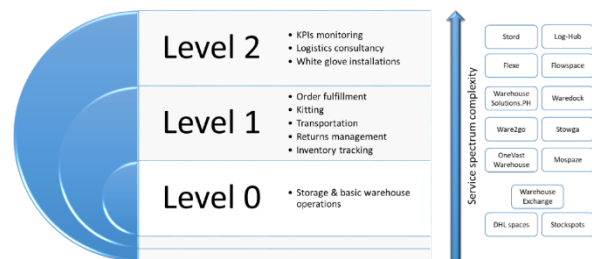 Level 2
• KPIs monitoring
• Logistics consultancy
• White glove installations
Level 1
• Order fulfillment
• Kitting
• Transportation
• Returns management
• Inventory tracking
Level 0
• Storage & basic warehouse
operations
Service spectrum complexity
Stord
Log-Hub
Flexe
Flowspace
Warehouse
Solutions.PH
Waredock
Ware2go
Stowga
OneVast
Warehouse
Mospaze
Warehouse
Exchange
DHL spaces
Stockspots